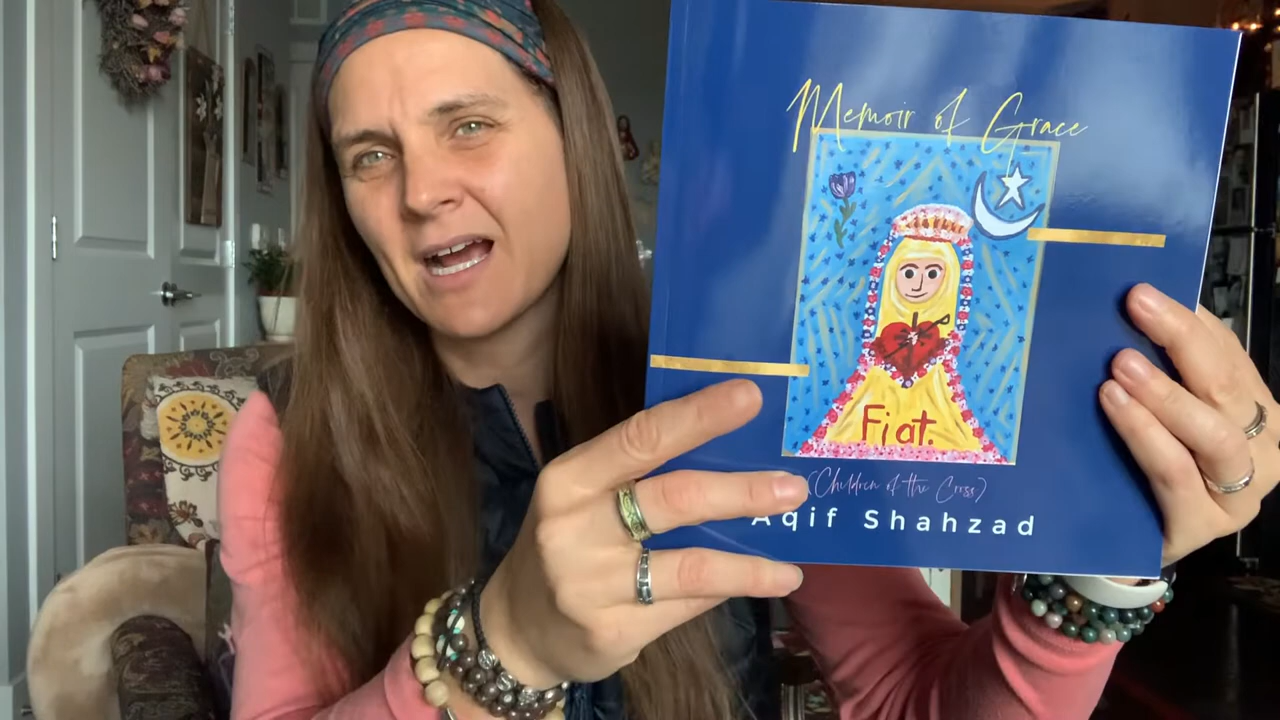 Memoir of Grace
Fiat.
(Children of the Cross)
Aqif Shahzad